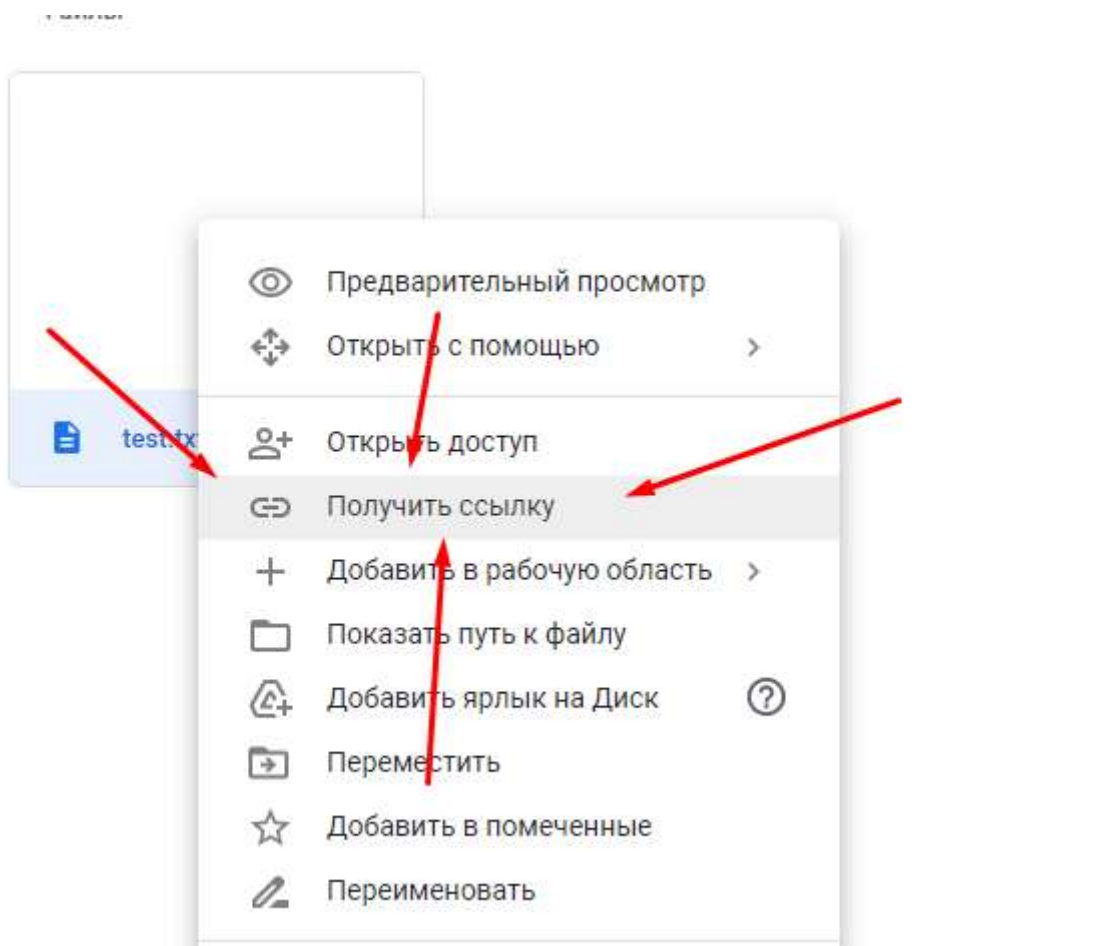 Предварительный просмотр
Открыть с помощью
test.tx
Открыть доступ
Получить ссылку
Добавить в рабочую область
Показать путь к файлу
Добавить ярлык на Диск
Переместить
Добавить в помеченные
Переименовать